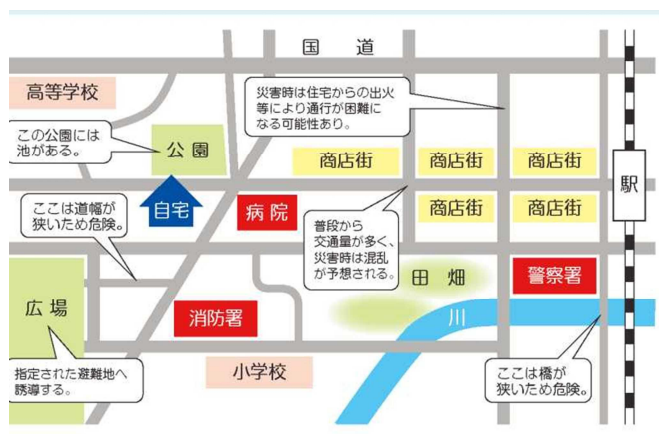 国　道
高等学校
災害時は住宅からの出火
等により通行が困難に
なる可能性あり。
この公園には
池がある。
公園
商店街
商店街
商店街
駅
ここは道幅が
狭いため危険。
自宅
病院
商店街
商店街
普段から
交通量が多く、
災害時は混乱
が予想される。
田　畑
警察署
広場
消防署
川
指定された避難地へ
誘導する。
小学校
ここは橋が
狭いため危険。